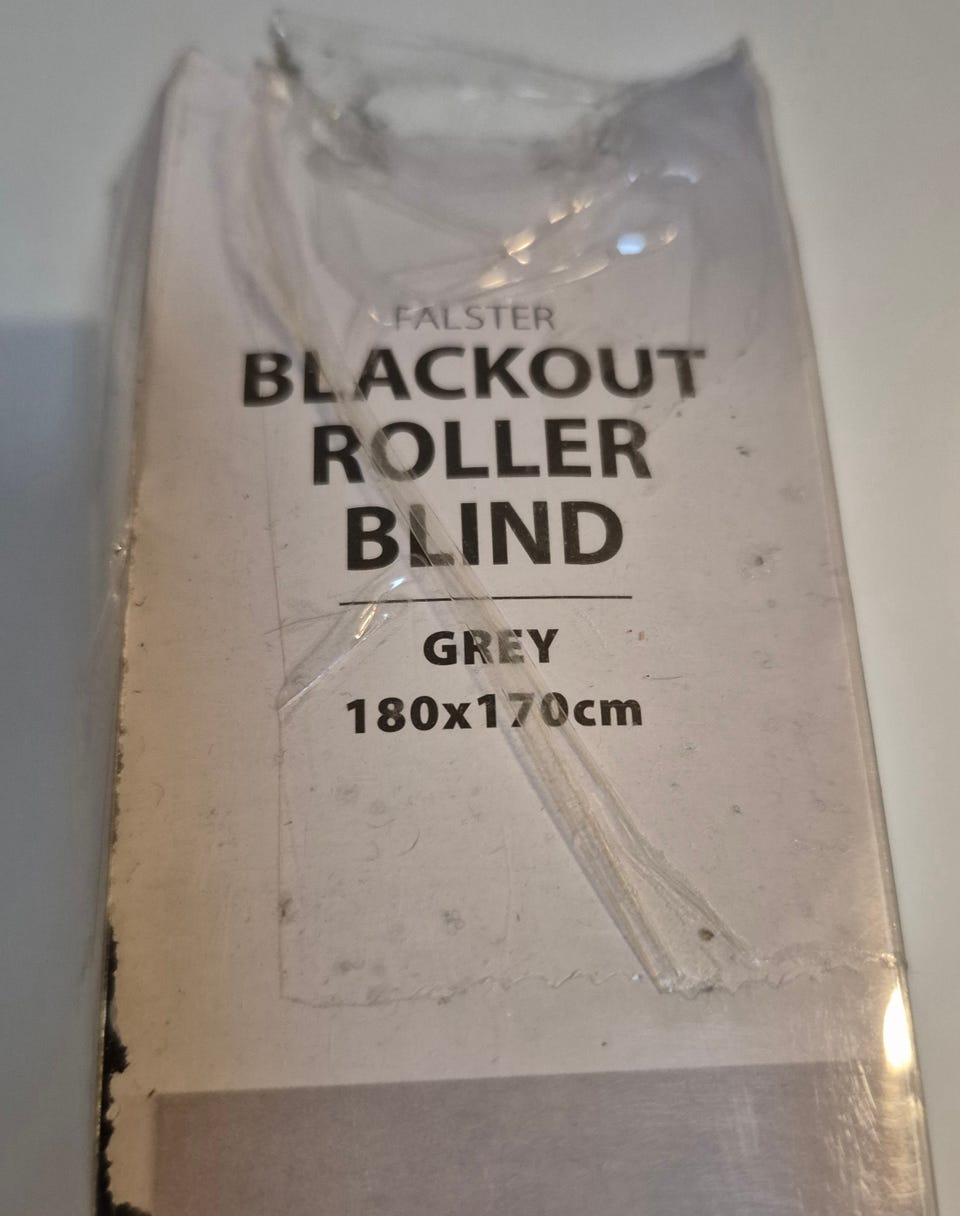 FALSTER
BLACKOUT
ROLLER
BLIND
GREY
180x170cm